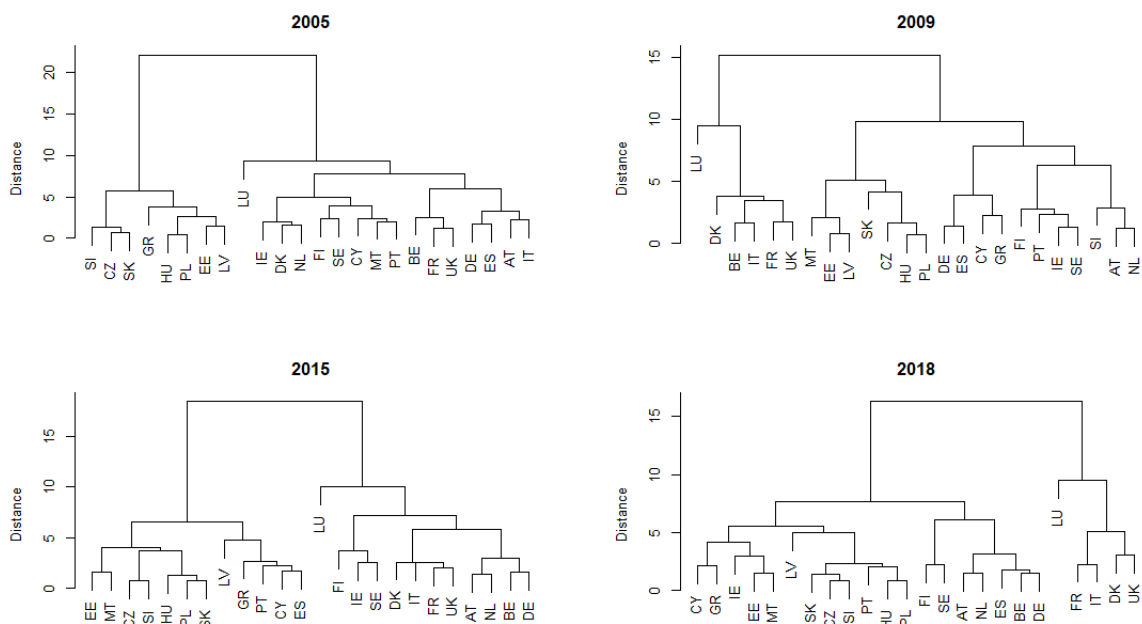 2005
Distance
0 5 10 15 20
SI CZ SK GR HU PL EE LV LU IE DK NL FI SE CY MT PT BE FR UK DE ES AT IT
2009
Distance
0 5 10 15
LU DK BE IT FR UK MT EE LV SK CZ HU PL DE ES CY GR FI PT IE SE SI AT NL
2015
Distance
0 5 10 15
EE MT CZ SI HU PL SK LV GR PT CY ES LU FI IE SE DK IT FR UK AT NL BE DE
2018
Distance
0 5 10 15
CY GR IE EE MT LV SK CZ SI PT HU PL FI SE AT NL ES BE DE LU FR IT DK UK